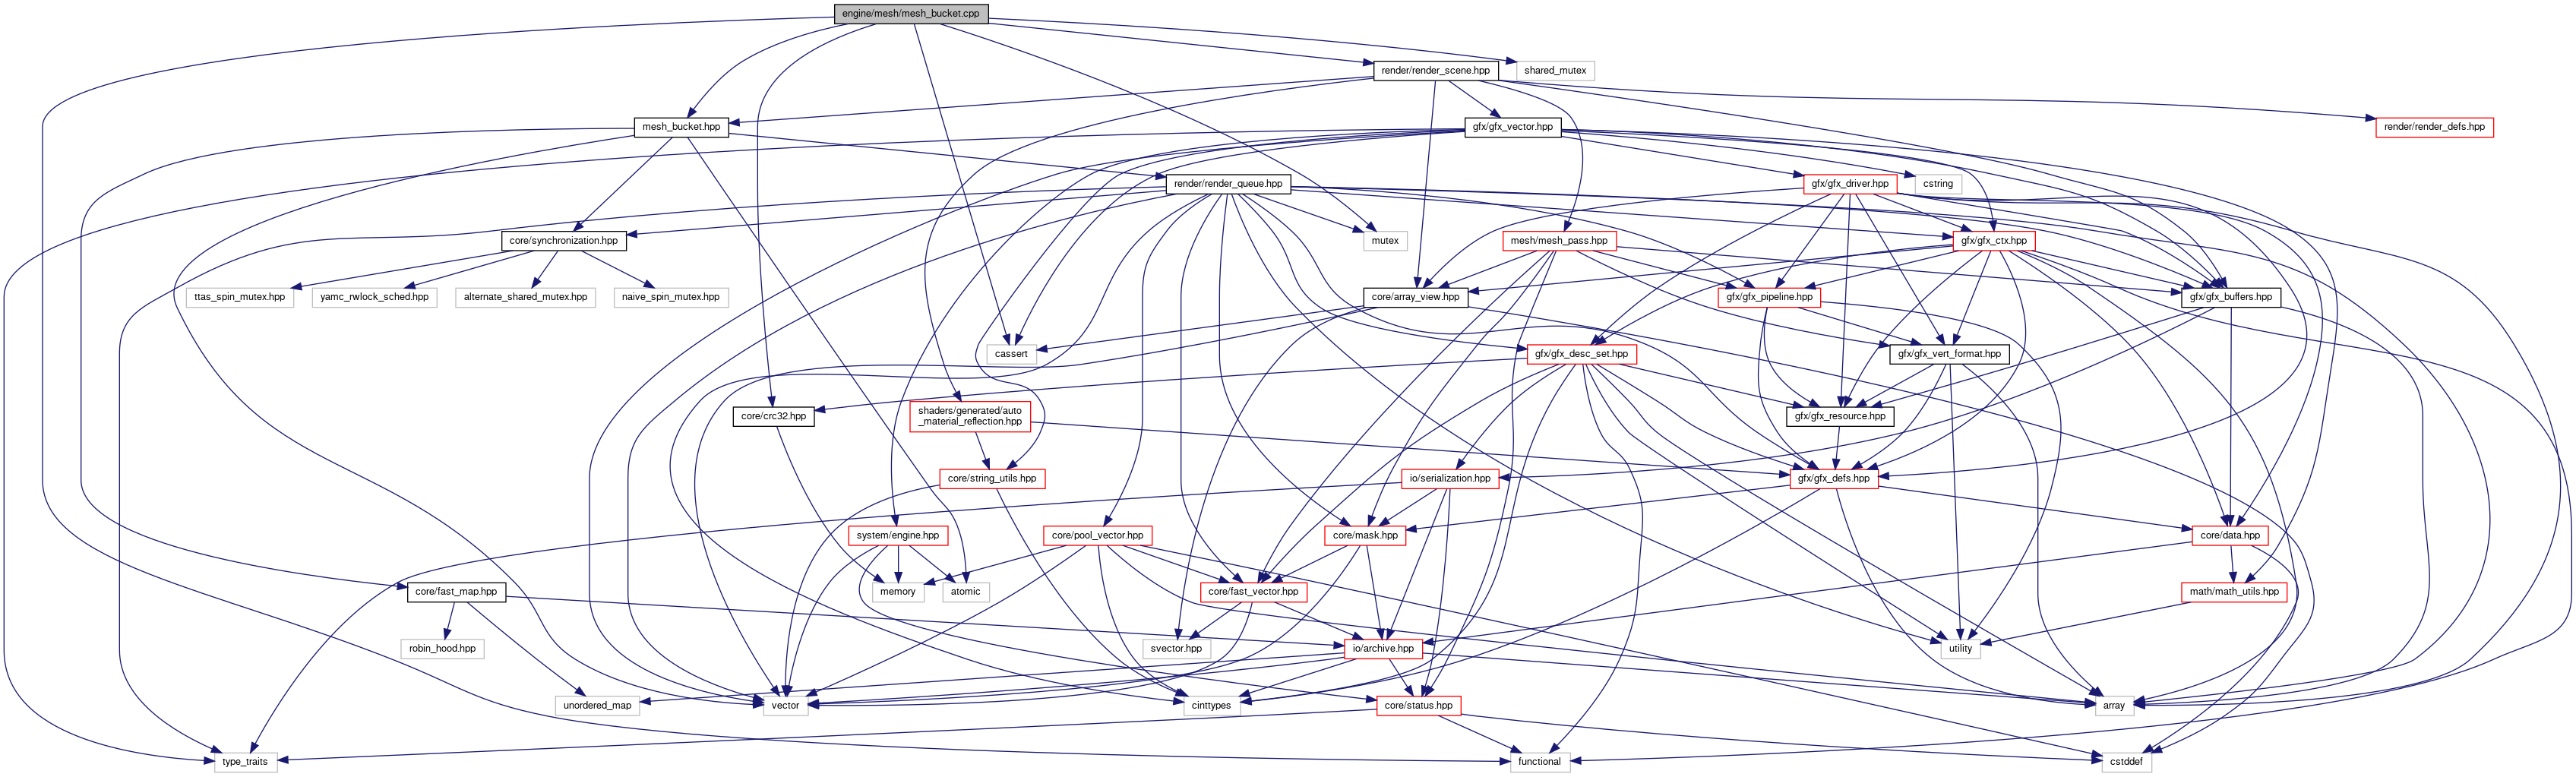 engine/mesh/mesh_bucket.cpp
render/render_scene.hpp
shared_mutex
mesh_bucket.hpp
gfx/gfx_vector.hpp
render/render_defs.hpp
render/render_queue.hpp
gfx/gfx_driver.hpp
cstring
core/synchronization.hpp
mutex
mesh/mesh_pass.hpp
gfx/gfx_ctx.hpp
ttas_spin_mutex.hpp
yamc_rwlock_sched.hpp
alternate_shared_mutex.hpp
naive_spin_mutex.hpp
core/array_view.hpp
gfx/gfx_pipeline.hpp
gfx/gfx_buffers.hpp
cassert
gfx/gfx_desc_set.hpp
gfx/gfx_vert_format.hpp
core/crc32.hpp
shaders/generated/auto
_material_reflection.hpp
gfx/gfx_resource.hpp
core/string_utils.hpp
io/serialization.hpp
gfx/gfx_defs.hpp
system/engine.hpp
core/pool_vector.hpp
core/mask.hpp
core/data.hpp
core/fast_map.hpp
memory
atomic
core/fast_vector.hpp
math/math_utils.hpp
robin_hood.hpp
svector.hpp
io/archive.hpp
utility
unordered_map
vector
cinttypes
core/status.hpp
array
type_traits
functional
cstddef